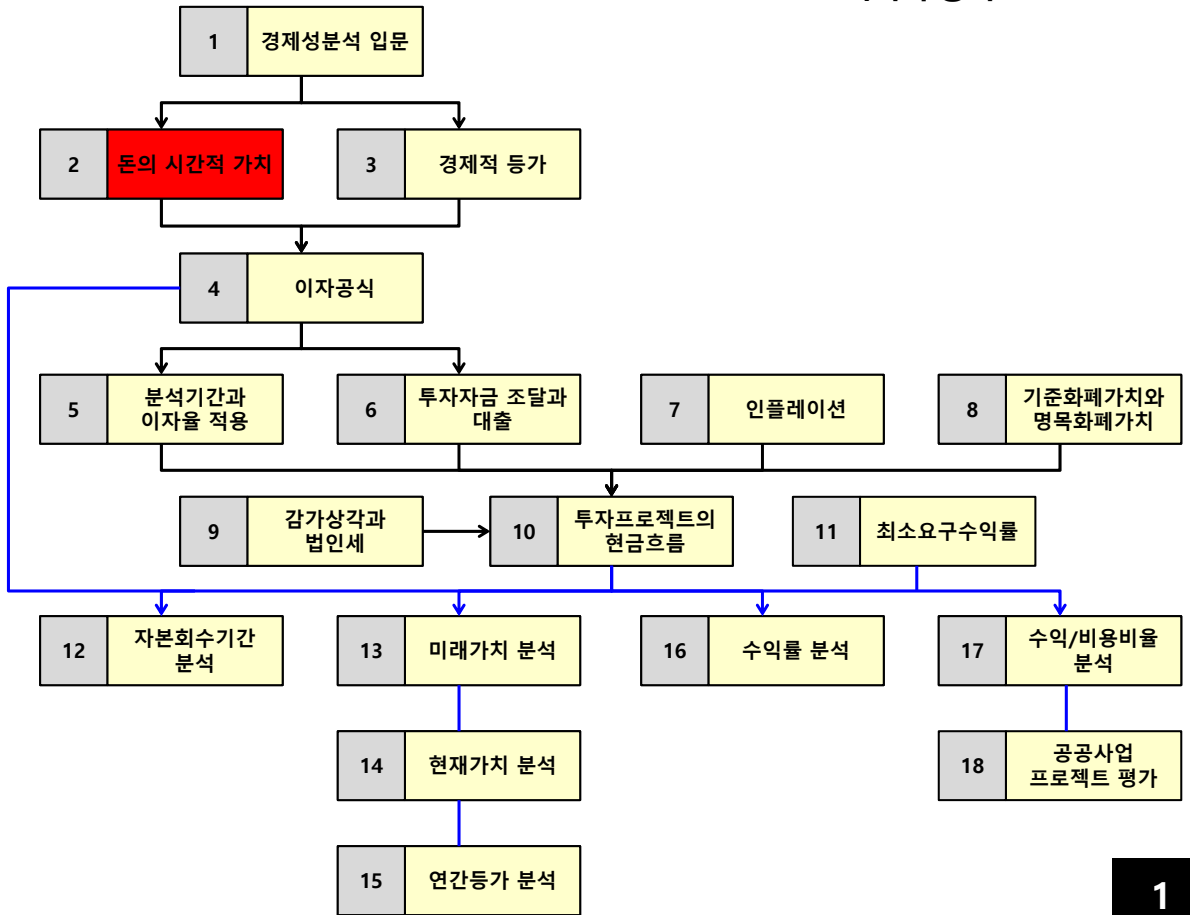 1
경제성분석 입문
2
돈의 시간적 가치
3
경제적 등가
4
이자공식
5
분석기간과
이자율 적용
6
투자자금 조달과
대출
7
인플레이션
8
기준화폐가치와
명목화폐가치
9
감가상각과
법인세
10
투자프로젝트의
현금흐름
11
최소요구수익률
12
자본회수기간
분석
13
미래가치 분석
16
수익률 분석
17
수익/비용비율
분석
14
현재가치 분석
18
공공사업
프로젝트 평가
15
연간등가 분석
1